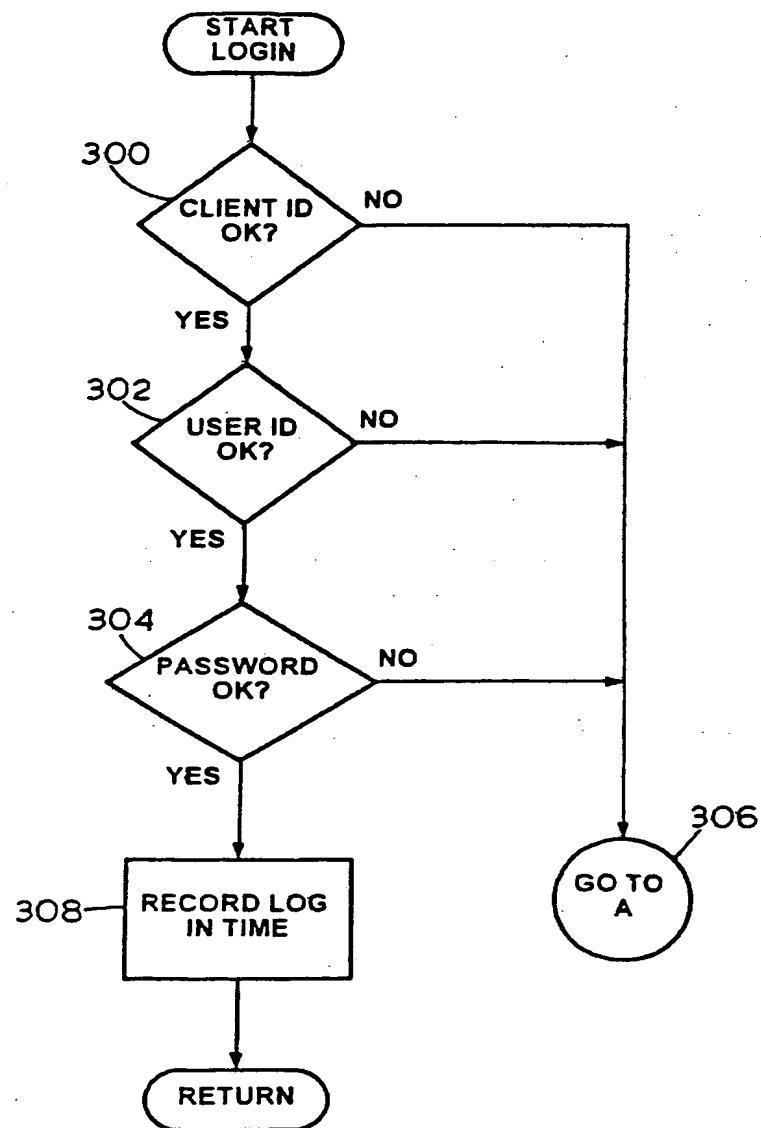 START
LOGIN
300
CLIENT ID
OK?
NO
YES
302
USER ID
OK?
NO
YES
304
PASSWORD
OK?
NO
YES
306
GO TO
A
308
RECORD LOG
IN TIME
RETURN